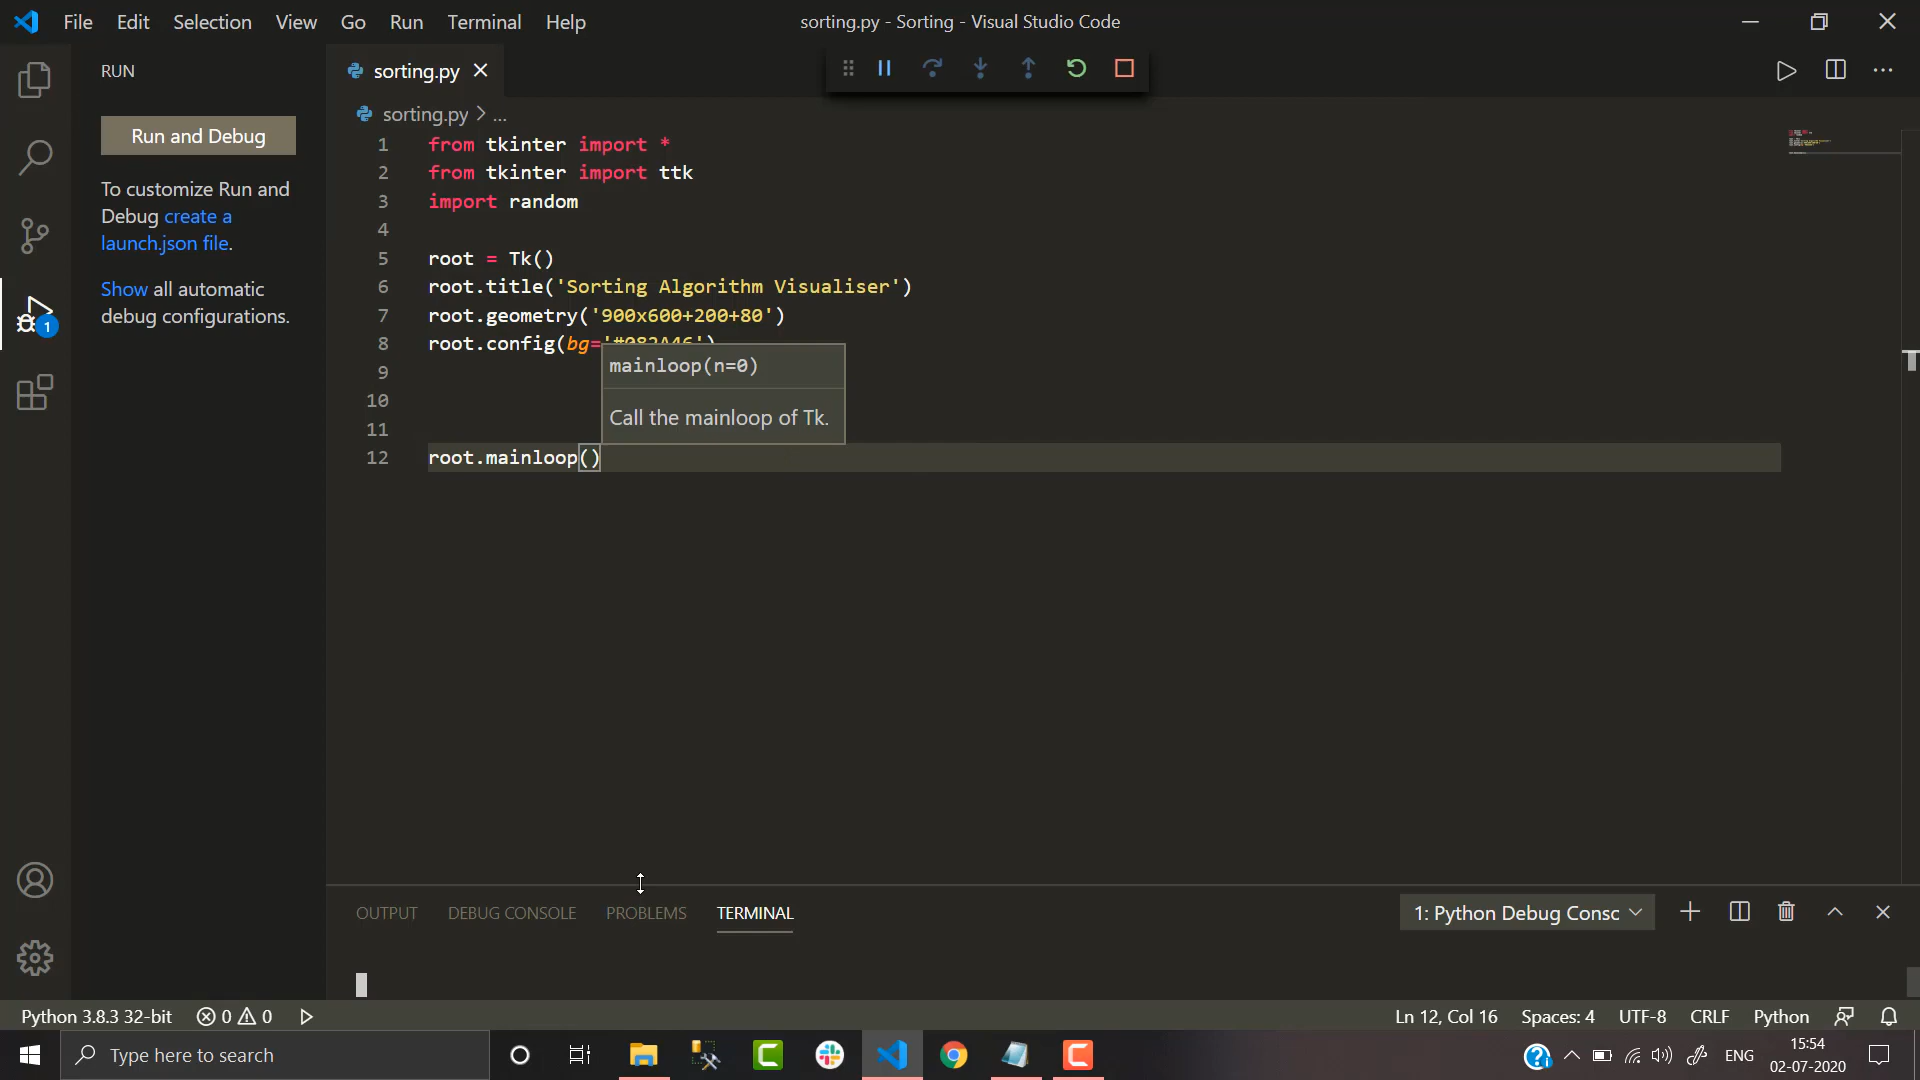 File Edit Selection View Go Run Terminal Help sorting.py - Sorting - Visual Studio Code
RUN
sorting.py
Run and Debug
To customize Run and
Debug create a
launch.json file.
Show all automatic
debug configurations.
1
sorting.py > ...
1 from tkinter import *
2 from tkinter import ttk
3 import random
4
5 root = Tk()
6 root.title('Sorting Algorithm Visualiser')
7 root.geometry('900x600+200+80')
8 root.config(bg='#082A46')
9
10
11
12 root.mainloop()
mainloop(n=0)
Call the mainloop of Tk.
OUTPUT DEBUG CONSOLE PROBLEMS TERMINAL 1: Python Debug Consc
Python 3.8.3 32-bit 0 0 Ln 12, Col 16 Spaces: 4 UTF-8 CRLF Python
Type here to search ENG
15:54
02-07-2020